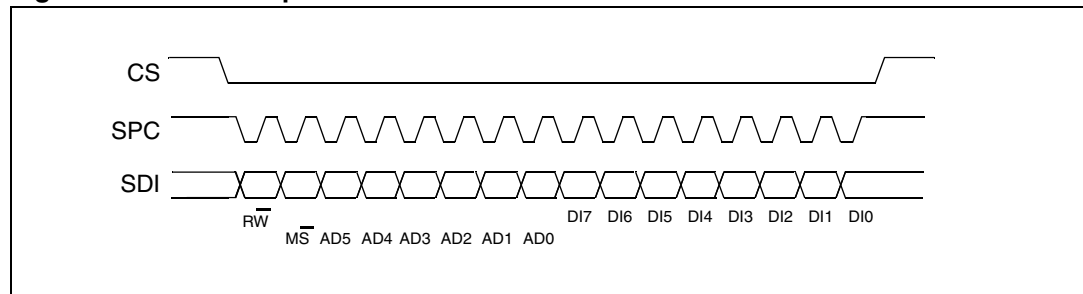 CS
SPC
SDI
RW̅ DI7 DI6 DI5 DI4 DI3 DI2 DI1 DI0
MS̅ AD5 AD4 AD3 AD2 AD1 AD0